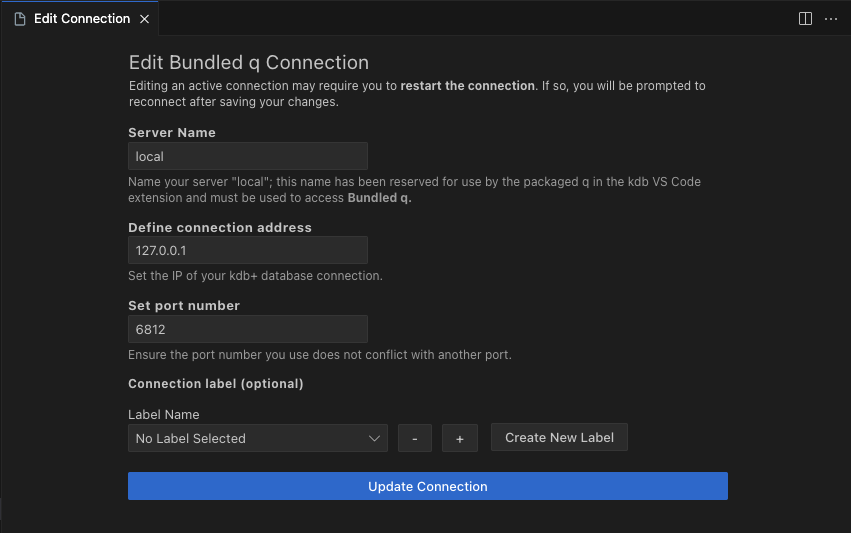 Edit Connection
Edit Bundled q Connection
Editing an active connection may require you to restart the connection. If so, you will be prompted to
reconnect after saving your changes.
Server Name
local
Name your server "local"; this name has been reserved for use by the packaged q in the kdb VS Code
extension and must be used to access Bundled q.
Define connection address
127.0.0.1
Set the IP of your kdb+ database connection.
Set port number
6812
Ensure the port number you use does not conflict with another port.
Connection label (optional)
Label Name
No Label Selected - + Create New Label
Update Connection